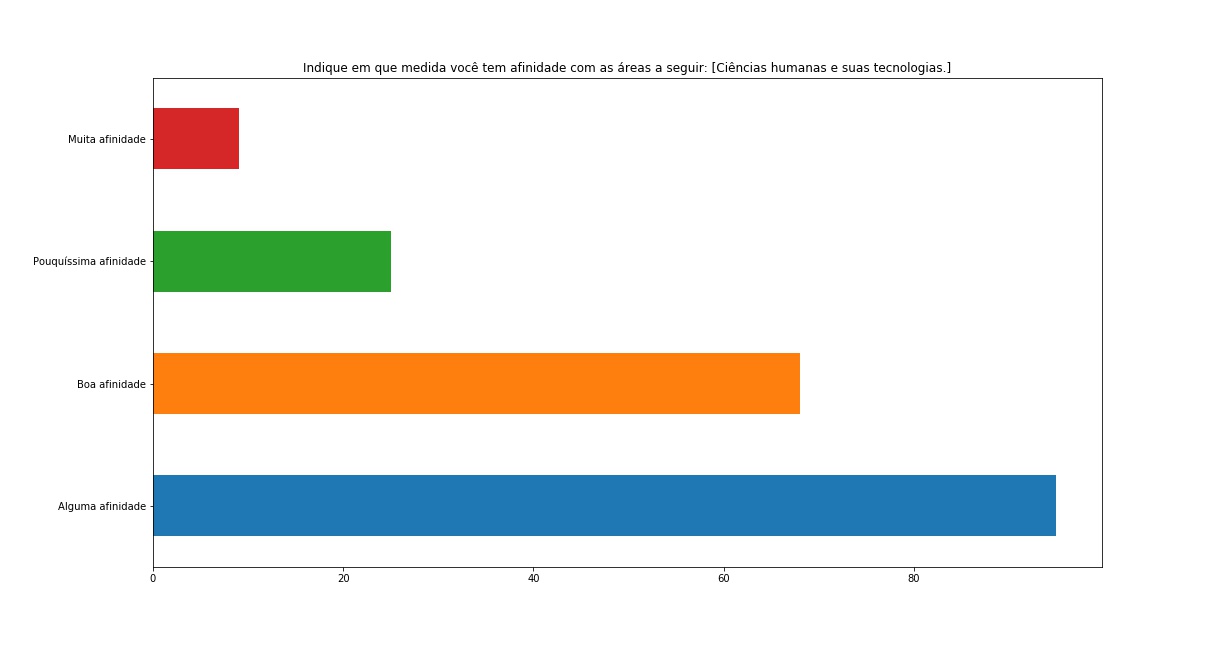 Indique em que medida você tem afinidade com as áreas a seguir: [Ciências humanas e suas tecnologias.]
Muita afinidade
Pouquíssima afinidade
Boa afinidade
Alguma afinidade
0 20 40 60 80